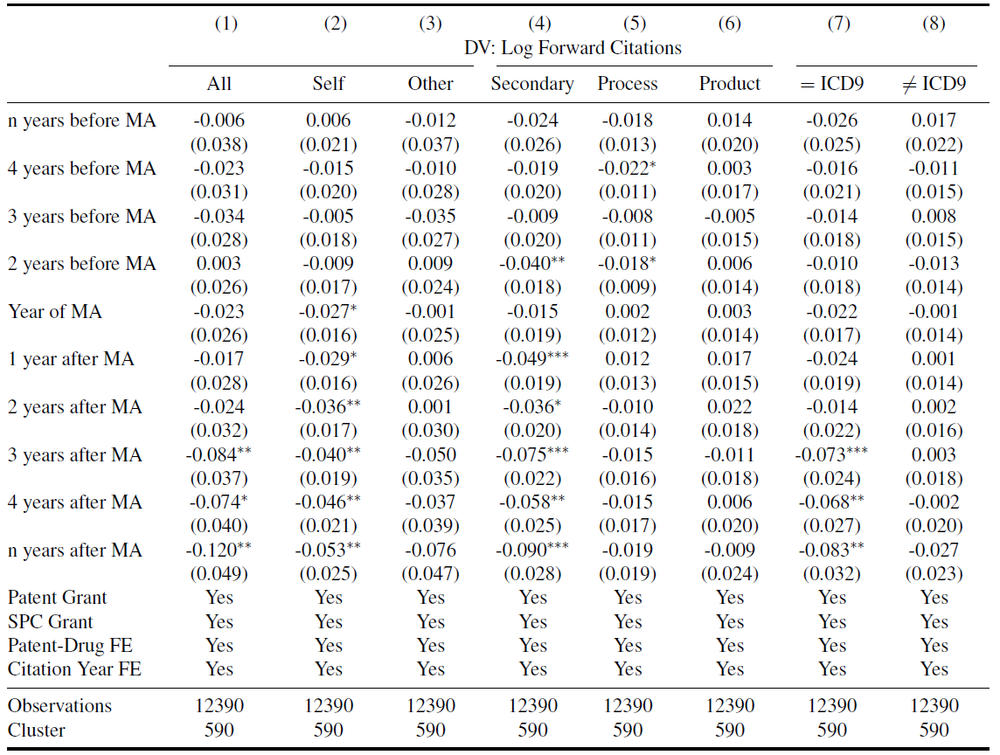 (1) (2) (3) (4) (5) (6) (7) (8)
DV: Log Forward Citations
All Self Other Secondary Process Product = ICD9 ≠ ICD9
n years before MA -0.006 0.006 -0.012 -0.024 -0.018 0.014 -0.026 0.017
(0.038) (0.021) (0.037) (0.026) (0.013) (0.020) (0.025) (0.022)
4 years before MA -0.023 -0.015 -0.010 -0.019 -0.022* 0.003 -0.016 -0.011
(0.031) (0.020) (0.028) (0.020) (0.011) (0.017) (0.021) (0.015)
3 years before MA -0.034 -0.005 -0.035 -0.009 -0.008 -0.005 -0.014 0.008
(0.028) (0.018) (0.027) (0.020) (0.011) (0.015) (0.018) (0.015)
2 years before MA 0.003 -0.009 0.009 -0.040** -0.018* 0.006 -0.010 -0.013
(0.026) (0.017) (0.024) (0.018) (0.009) (0.014) (0.018) (0.014)
Year of MA -0.023 -0.027* -0.001 -0.015 0.002 0.003 -0.022 -0.001
(0.026) (0.016) (0.025) (0.019) (0.012) (0.014) (0.017) (0.014)
1 year after MA -0.017 -0.029* 0.006 -0.049*** 0.012 0.017 -0.024 0.001
(0.028) (0.016) (0.026) (0.019) (0.013) (0.015) (0.019) (0.014)
2 years after MA -0.024 -0.036** 0.001 -0.036* -0.010 0.022 -0.014 0.002
(0.032) (0.017) (0.030) (0.020) (0.014) (0.018) (0.022) (0.016)
3 years after MA -0.084** -0.040** -0.050 -0.075*** -0.015 -0.011 -0.073*** 0.003
(0.037) (0.019) (0.035) (0.022) (0.016) (0.018) (0.024) (0.018)
4 years after MA -0.074* -0.046** -0.037 -0.058** -0.015 0.006 -0.068** -0.002
(0.040) (0.021) (0.039) (0.025) (0.017) (0.020) (0.027) (0.020)
n years after MA -0.120** -0.053** -0.076 -0.090*** -0.019 -0.009 -0.083** -0.027
(0.049) (0.025) (0.047) (0.028) (0.019) (0.024) (0.032) (0.023)
Patent Grant Yes Yes Yes Yes Yes Yes Yes Yes
SPC Grant Yes Yes Yes Yes Yes Yes Yes Yes
Patent-Drug FE Yes Yes Yes Yes Yes Yes Yes Yes
Citation Year FE Yes Yes Yes Yes Yes Yes Yes Yes
Observations 12390 12390 12390 12390 12390 12390 12390 12390
Cluster 590 590 590 590 590 590 590 590